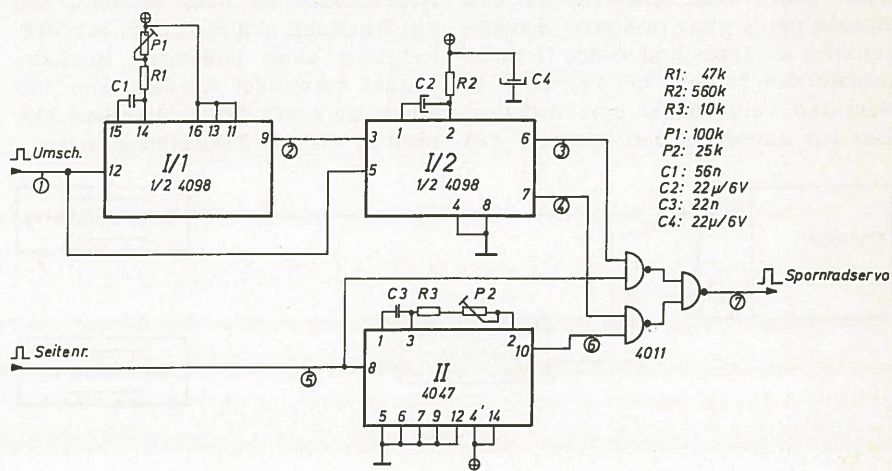 P1
R1
C1
15 14 16 13 11
9
I/1
1/2 4098
12
Umsch.
①
②
R2
C2
C4
1 2
3
5
I/2
1/2 4098
6
7
4 8
③
④
R1: 47k
R2: 560k
R3: 10k
P1: 100k
P2: 25k
C1: 56n
C2: 22µ/6V
C3: 22n
C4: 22µ/6V
Spornradservo
⑦
4011
⑥
C3 R3 P2
1 3 2
10
8
II
4047
5 6 7 9 12 4' 14
Seitenr.
⑤